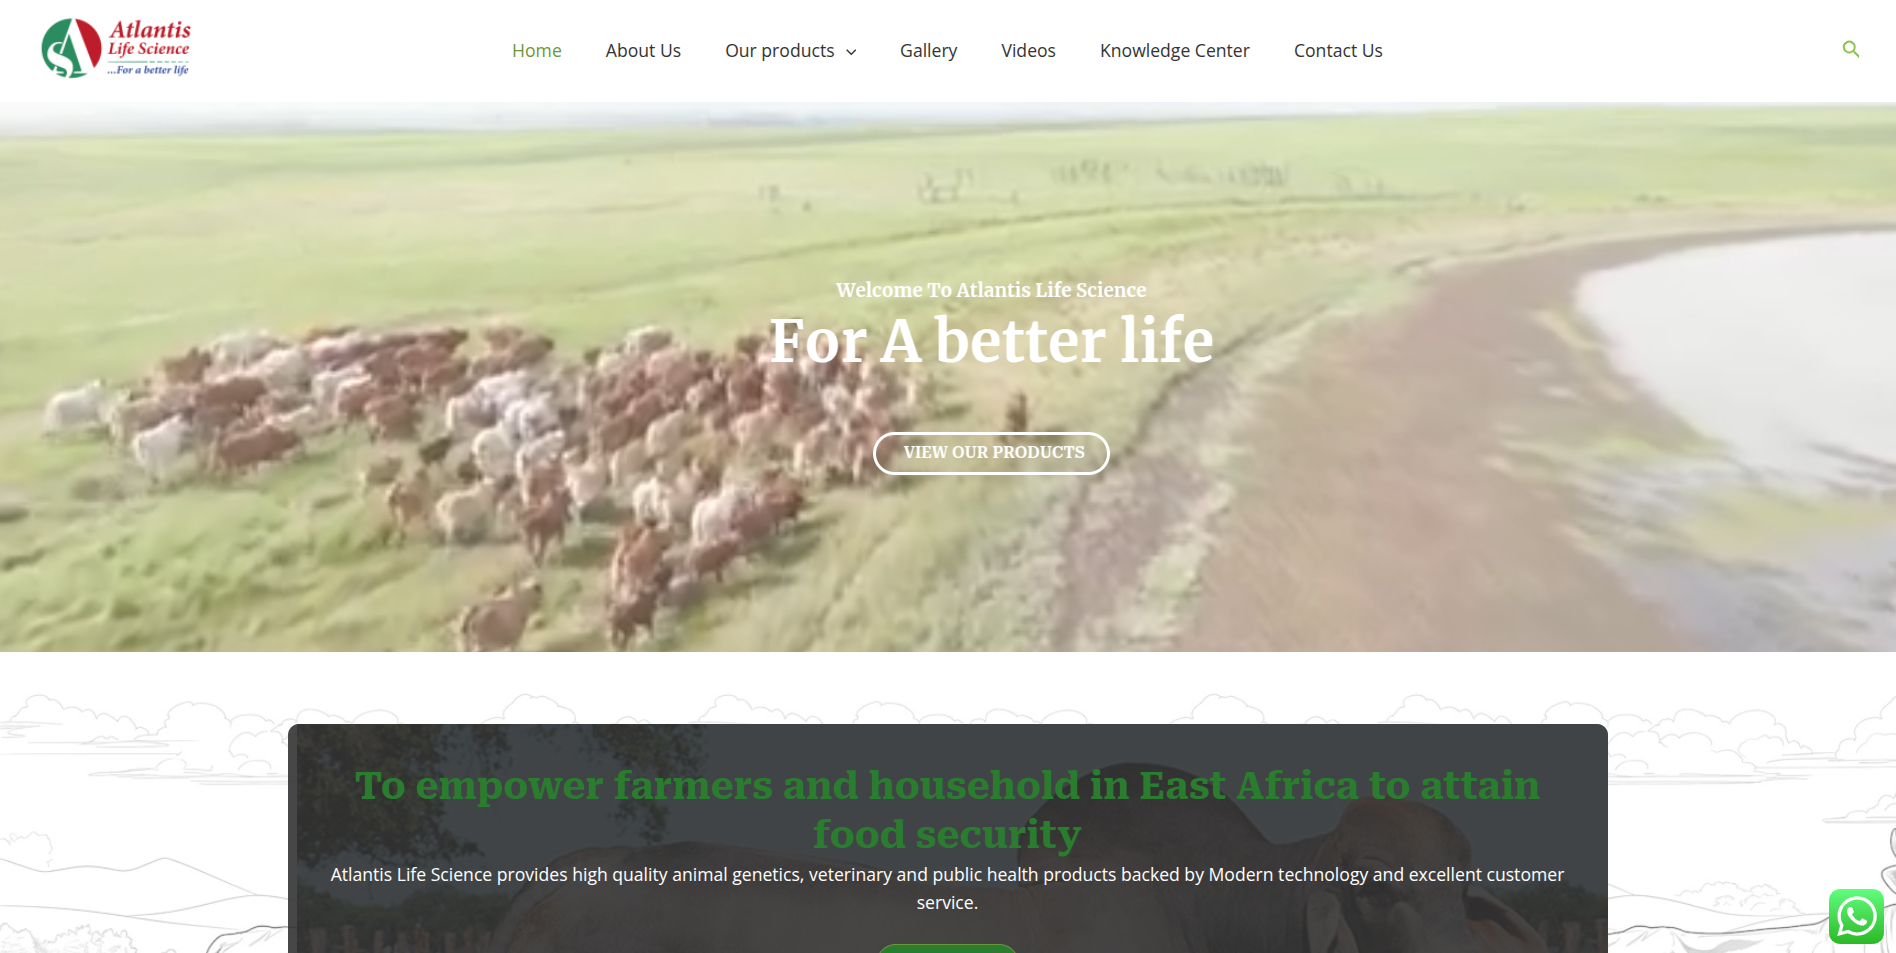 Atlantis
Life Science
...For a better life
Home
About Us
Our products
Gallery
Videos
Knowledge Center
Contact Us
Welcome To Atlantis Life Science
For A better life
VIEW OUR PRODUCTS
To empower farmers and household in East Africa to attain
food security
Atlantis Life Science provides high quality animal genetics, veterinary and public health products backed by Modern technology and excellent customer
service.